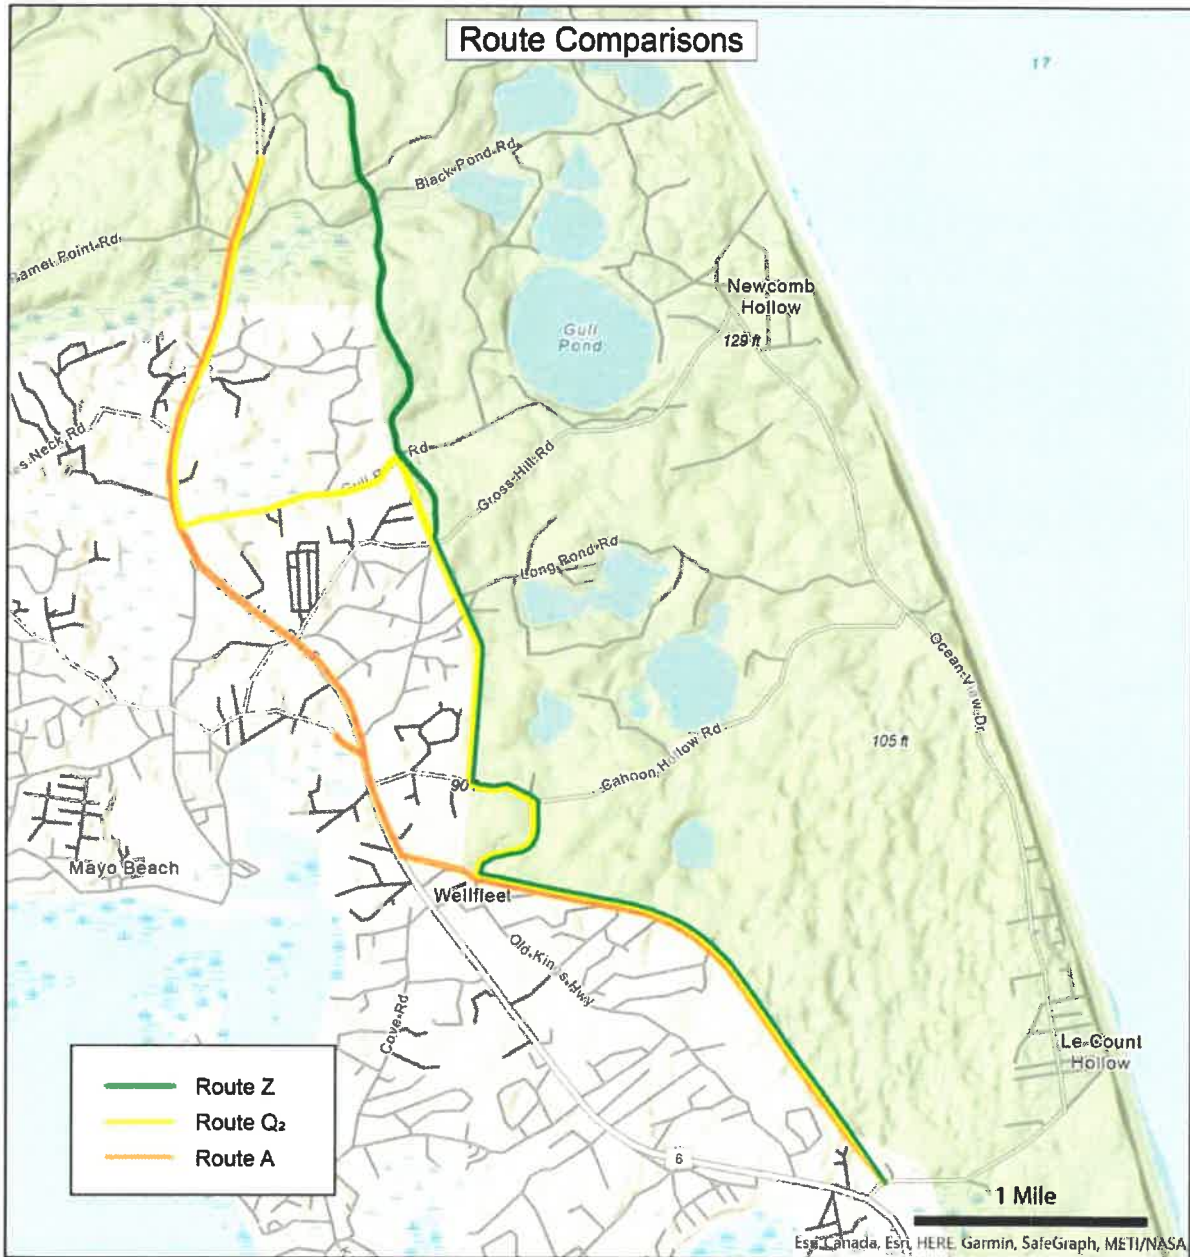 Route Comparisons
17
Black-Pond-Rd
Pamet Point-Rd
Newcomb
Hollow
129 ft
Gull
Pond
s-Neck Rd
Rd
Gross-Hill-Rd
Long Pond-Rd
Ocean-View-Dr
105 ft
Cahoon Hollow Rd
90
Mayo Beach
Wellfleet
Old-Kings-Hwy
Cove-Rd
Le-Count
Hollow
6
Route Z
Route Q₂
Route A
1 Mile
Esri Canada, Esri, HERE, Garmin, SafeGraph, METI/NASA